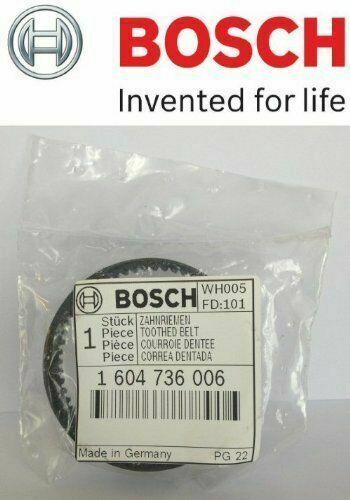 BOSCH
Invented for life
BOSCH
WH005
FD:101
1
Stück ZAHNRIEMEN
Piece TOOTHED BELT
Pièce COURROIE DENTEE
Piece CORREA DENTADA
1 604 736 006
Made in Germany PG 22